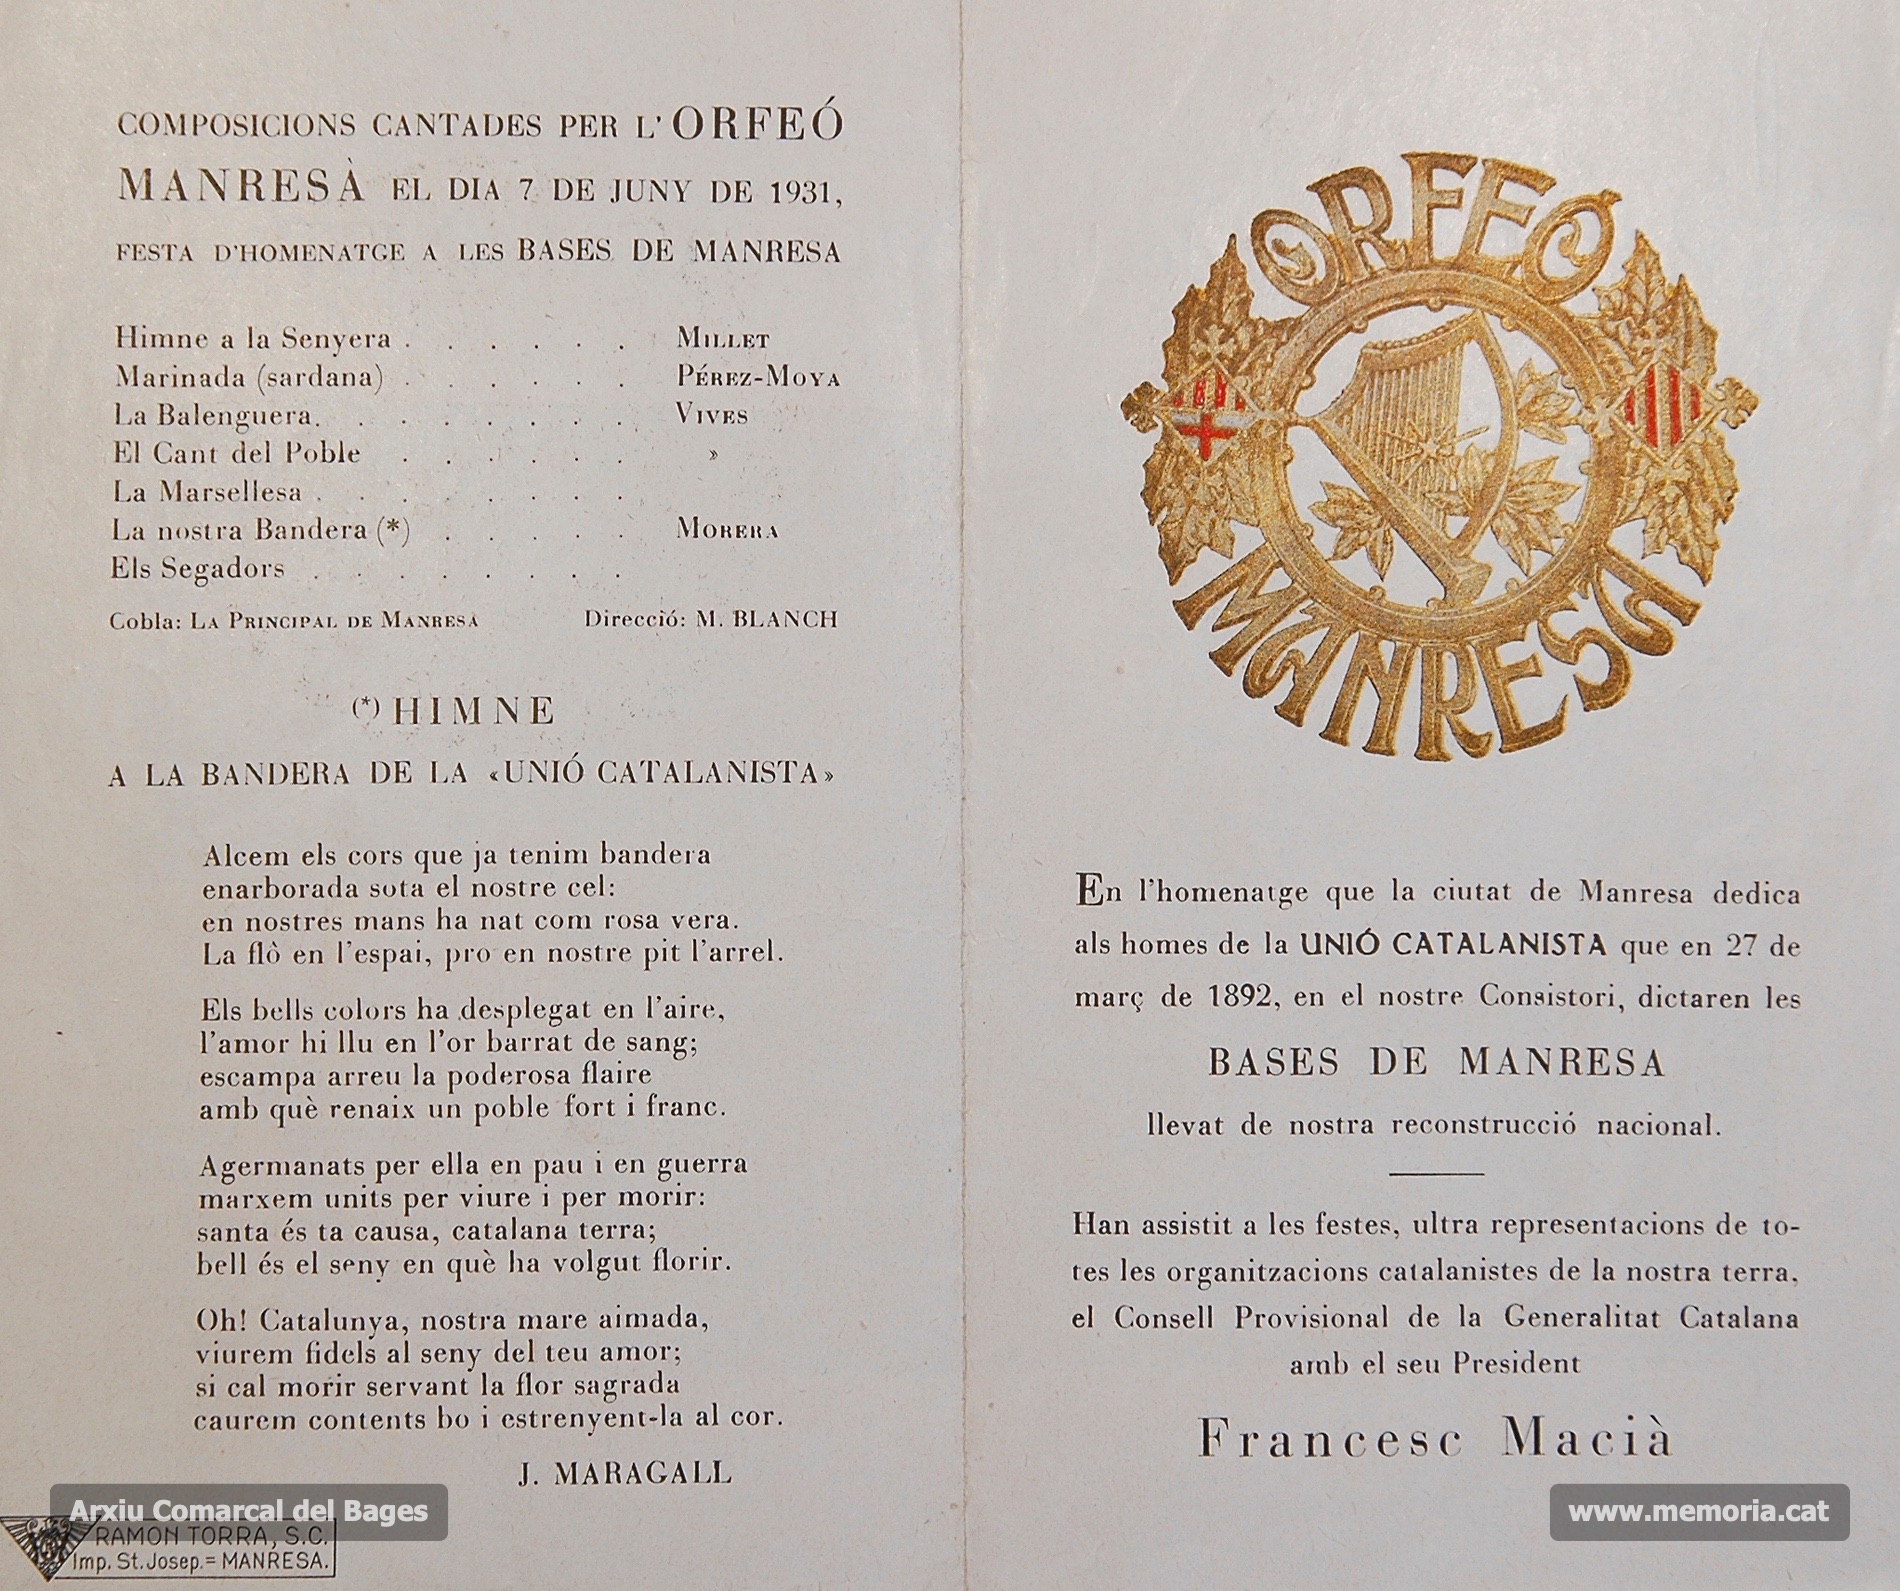 COMPOSICIONS CANTADES PER L'ORFEÓ
MANRESÀ EL DIA 7 DE JUNY DE 1931,
FESTA D'HOMENATGE A LES BASES DE MANRESA
Himne a la Senyera . . . . . . MILLET
Marinada (sardana) . . . . . . PÉREZ-MOYA
La Balenguera. . . . . . . . VIVES
El Cant del Poble . . . . . . »
La Marsellesa . . . . . . . .
La nostra Bandera (*) . . . . . MORERA
Els Segadors . . . . . . . .
Cobla: LA PRINCIPAL DE MANRESA Direcció: M. BLANCH
(*) HIMNE
A LA BANDERA DE LA «UNIÓ CATALANISTA»
Alcem els cors que ja tenim bandera
enarborada sota el nostre cel:
en nostres mans ha nat com rosa vera.
La flò en l'espai, pro en nostre pit l'arrel.
Els bells colors ha desplegat en l'aire,
l'amor hi llu en l'or barrat de sang;
escampa arreu la poderosa flaire
amb què renaix un poble fort i franc.
Agermanats per ella en pau i en guerra
marxem units per viure i per morir:
santa és ta causa, catalana terra;
bell és el seny en què ha volgut florir.
Oh! Catalunya, nostra mare aimada,
viurem fidels al seny del teu amor;
si cal morir servant la flor sagrada
caurem contents bo i estrenyent-la al cor.
J. MARAGALL
Arxiu Comarcal del Bages
RAMON TORRA, S.C.
Imp. St. Josep.=MANRESA.
ORFEO
MANRESA
En l'homenatge que la ciutat de Manresa dedica
als homes de la UNIÓ CATALANISTA que en 27 de
març de 1892, en el nostre Consistori, dictaren les
BASES DE MANRESA
llevat de nostra reconstrucció nacional.
Han assistit a les festes, ultra representacions de to-
tes les organitzacions catalanistes de la nostra terra,
el Consell Provisional de la Generalitat Catalana
amb el seu President
Francesc Macià
www.memoria.cat